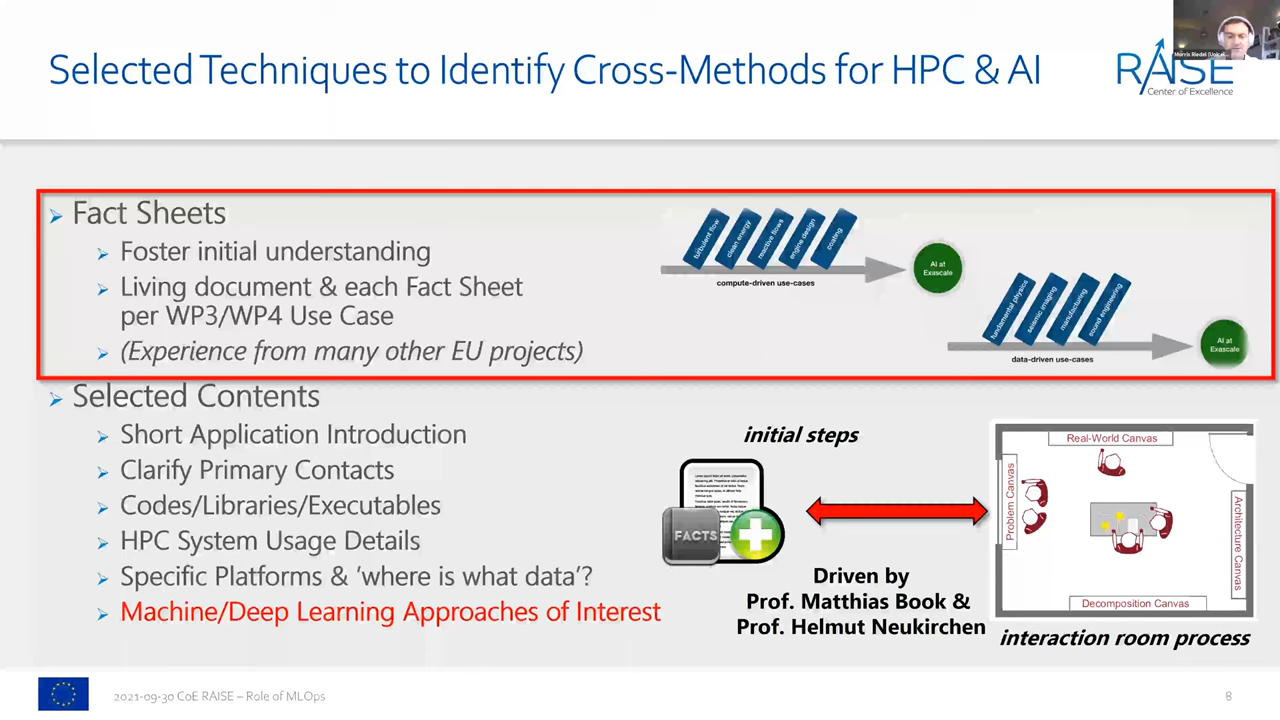 Selected Techniques to Identify Cross-Methods for HPC & AI
RAISE
Center of Excellence
Fact Sheets
Foster initial understanding
Living document & each Fact Sheet
per WP3/WP4 Use Case
(Experience from many other EU projects)
turbulent flow
clean energy
reactive flows
engine design
coating
compute-driven use-cases
AI at
Exascale
fundamental physics
seismic imaging
manufacturing
sound engineering
data-driven use-cases
AI at
Exascale
Selected Contents
Short Application Introduction
Clarify Primary Contacts
Codes/Libraries/Executables
HPC System Usage Details
Specific Platforms & 'where is what data'?
Machine/Deep Learning Approaches of Interest
initial steps
FACTS
Driven by
Prof. Matthias Book &
Prof. Helmut Neukirchen
Real-World Canvas
Problem Canvas
Architecture Canvas
Decomposition Canvas
interaction room process
2021-09-30 CoE RAISE – Role of MLOps
8